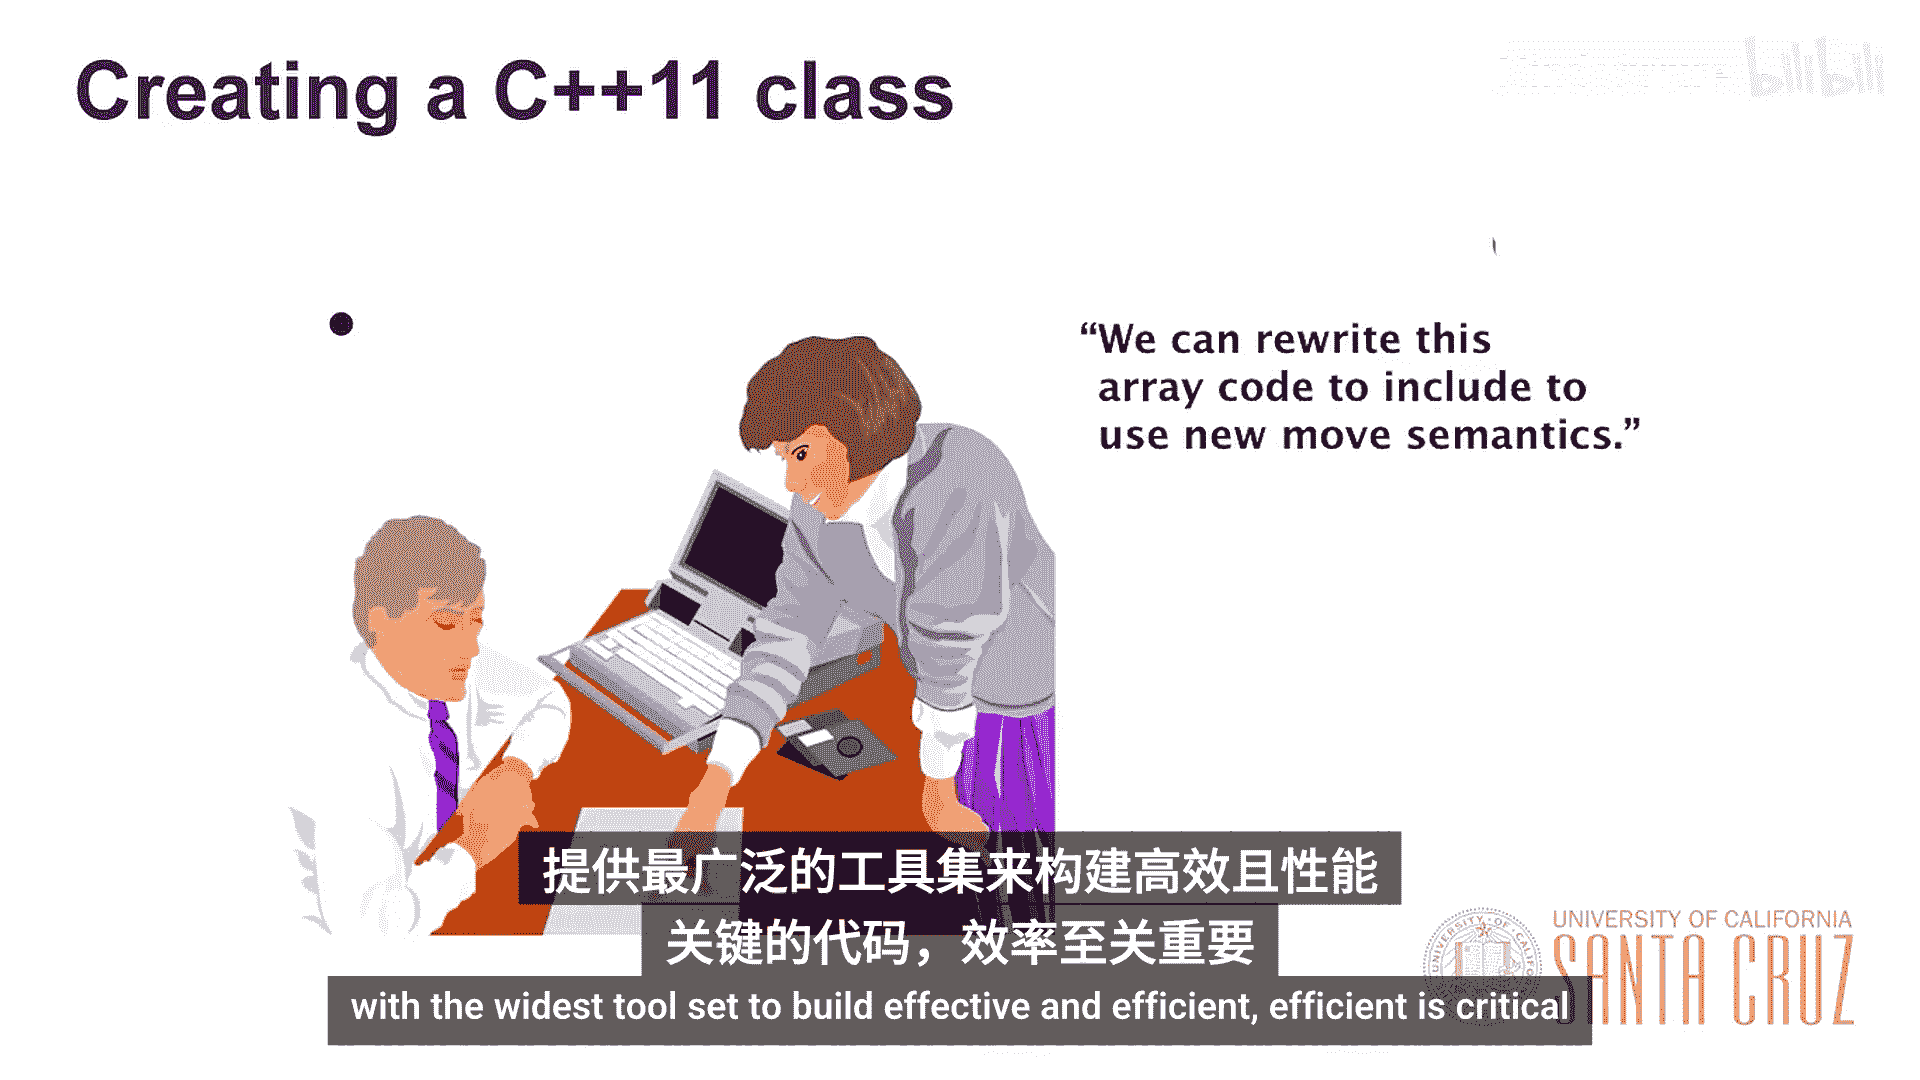 Creating a C++11 class
bilibili
“We can rewrite this
array code to include to
use new move semantics.”
提供最广泛的工具集来构建高效且性能
关键的代码，效率至关重要
with the widest tool set to build effective and efficient, efficient is critical
UNIVERSITY OF CALIFORNIA
SANTA CRUZ